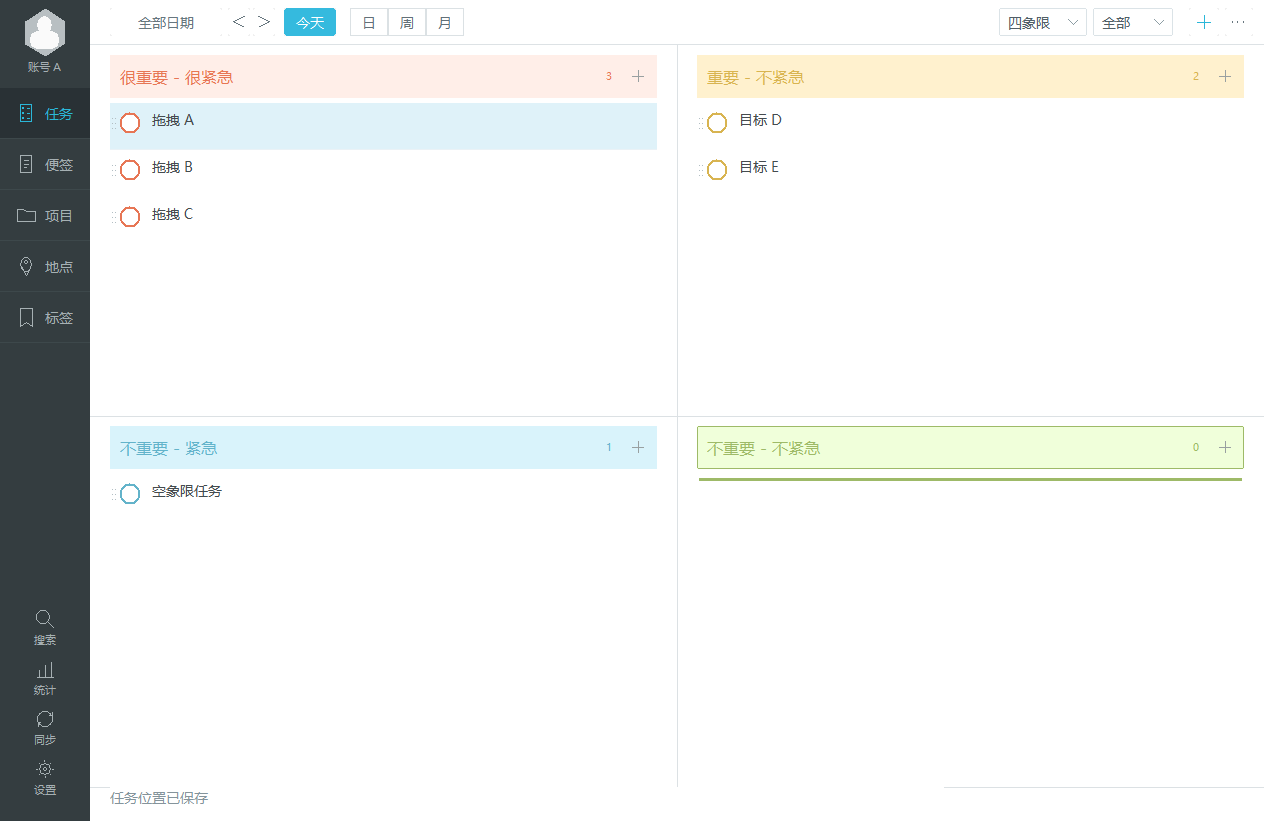 账号 A
任务
便签
项目
地点
标签
搜索
统计
同步
设置
全部日期 < > 今天 日 周 月 四象限 全部
很重要 - 很紧急 3
拖拽 A
拖拽 B
拖拽 C
重要 - 不紧急 2
目标 D
目标 E
不重要 - 紧急 1
空象限任务
不重要 - 不紧急 0
任务位置已保存